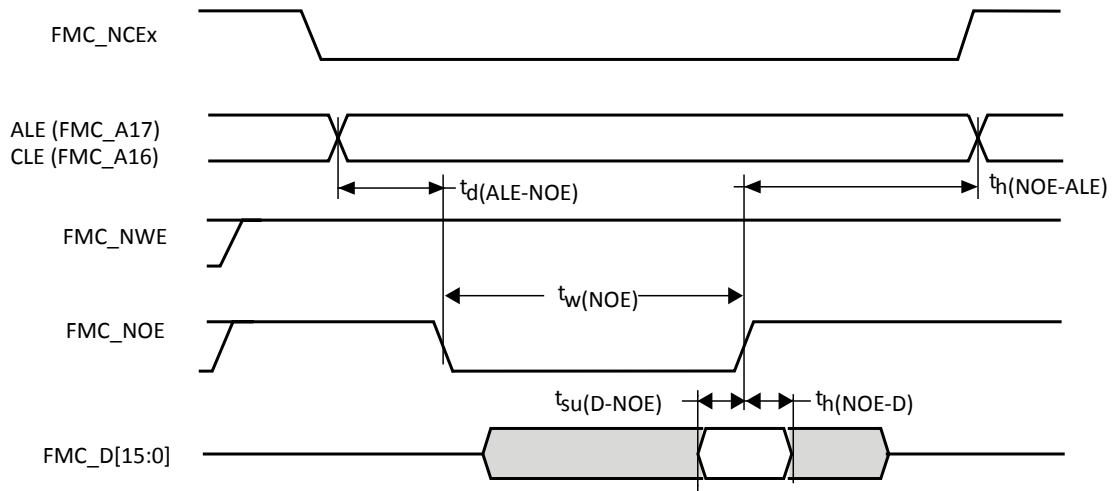 FMC_NCEx
ALE (FMC_A17)
CLE (FMC_A16)
td(ALE-NOE)
th(NOE-ALE)
FMC_NWE
tw(NOE)
FMC_NOE
tsu(D-NOE)
th(NOE-D)
FMC_D[15:0]